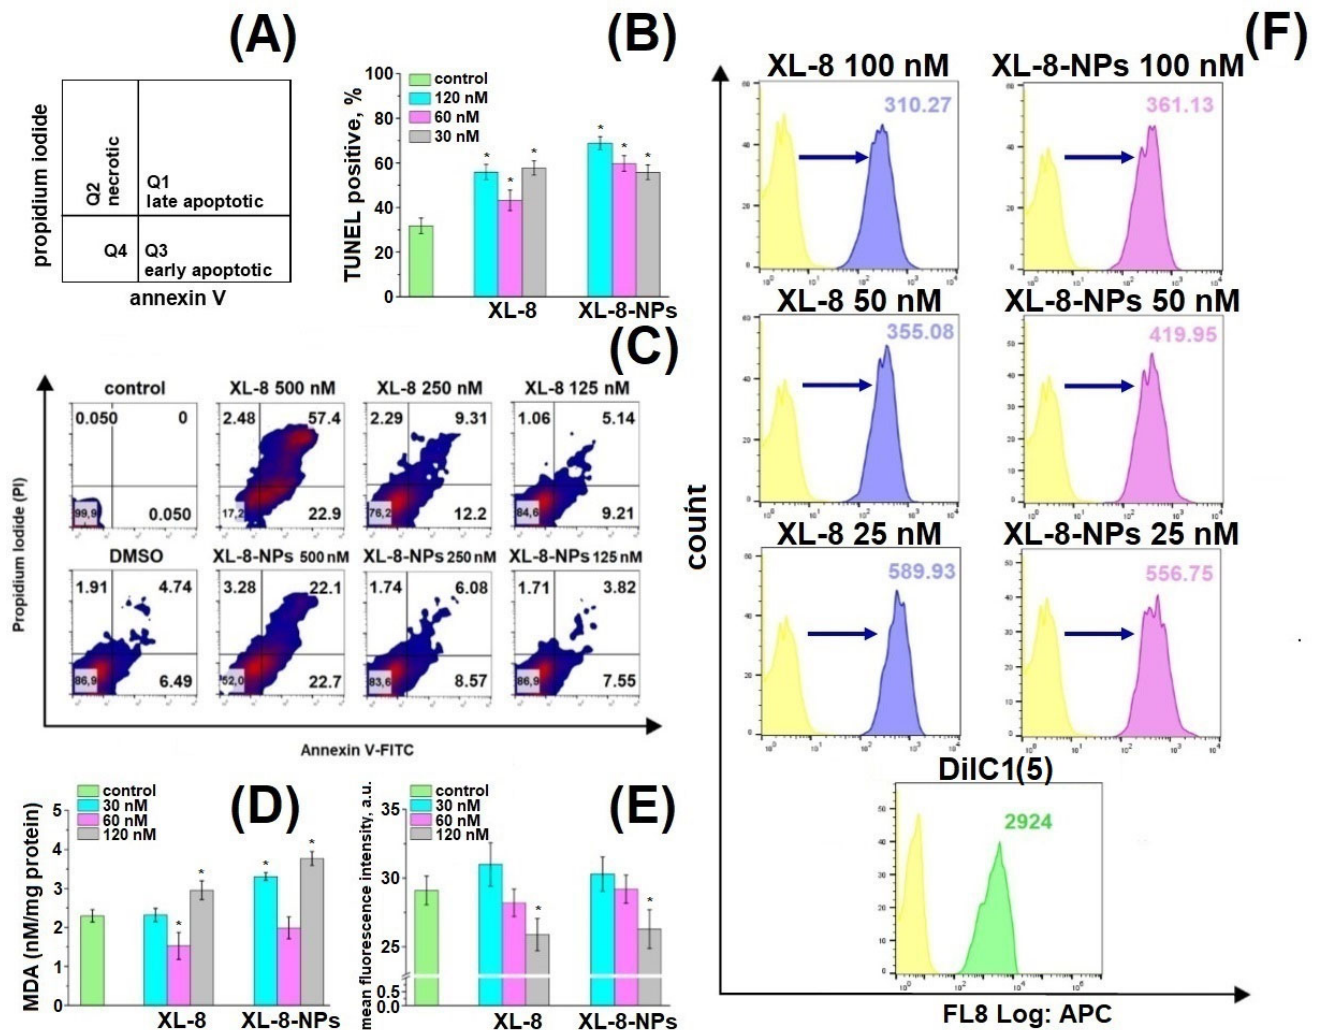 (A)
propidium iodide
Q2
necrotic
Q1
late apoptotic
Q4
Q3
early apoptotic
annexin V
(B)
TUNEL positive, %
100
80
60
40
20
0
control
120 nM
60 nM
30 nM
* * * * * *
XL-8 XL-8-NPs
(C)
control XL-8 500 nM XL-8 250 nM XL-8 125 nM
0.050 0 2.48 57.4 2.29 9.31 1.06 5.14
99,9 0.050 17,2 22.9 76,2 12.2 84,6 9.21
DMSO XL-8-NPs 500 nM XL-8-NPs 250 nM XL-8-NPs 125 nM
1.91 4.74 3.28 22.1 1.74 6.08 1.71 3.82
86,9 6.49 52,0 22.7 83,6 8.57 86,9 7.55
Propidium Iodide (PI)
Annexin V-FITC
(D)
MDA (nM/mg protein)
5
4
3
2
1
0
control
30 nM
60 nM
120 nM
* * * *
XL-8 XL-8-NPs
(E)
mean fluorescence intensity, a.u.
35
30
25
0.5
0.0
control
30 nM
60 nM
120 nM
* *
XL-8 XL-8-NPs
(F)
XL-8 100 nM XL-8-NPs 100 nM
310.27 361.13
XL-8 50 nM XL-8-NPs 50 nM
355.08 419.95
XL-8 25 nM XL-8-NPs 25 nM
589.93 556.75
DilC1(5)
2924
count
FL8 Log: APC